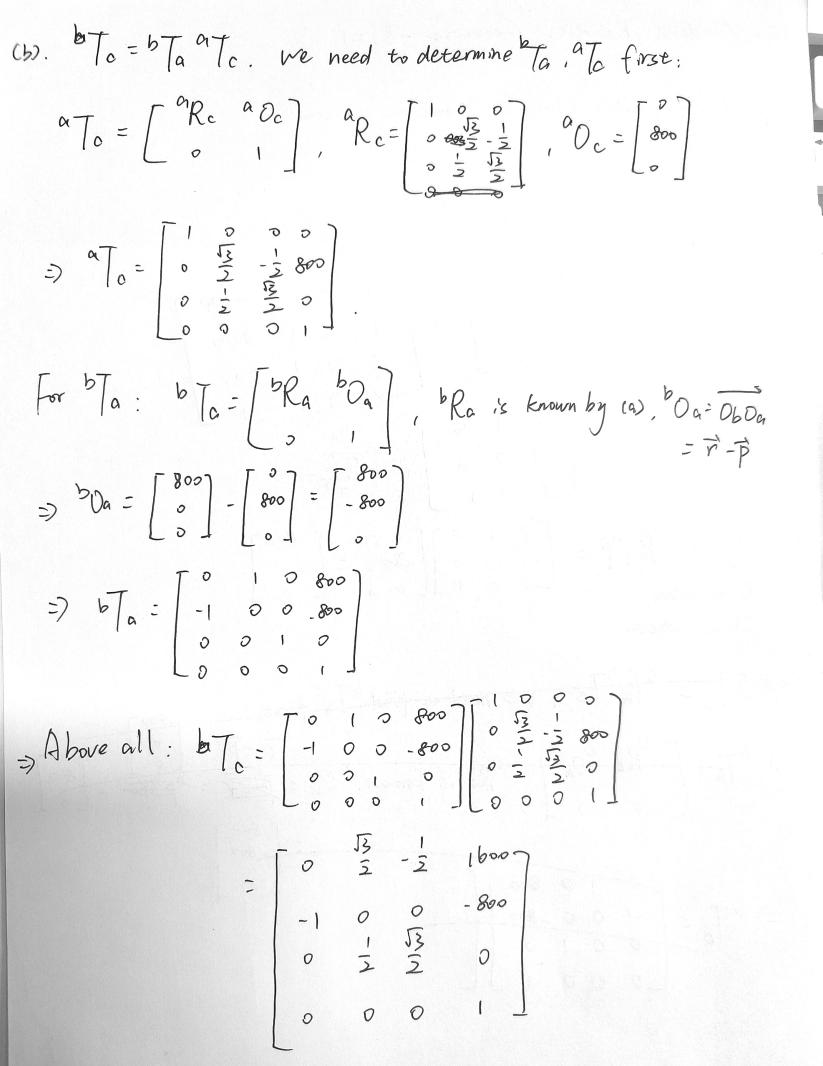 (b). ᵇT꜀ = ᵇTₐ ᵃT꜀. We need to determine ᵇTₐ, ᵃT꜀ first:
ᵃT꜀ = [ᵃR꜀ ᵃO꜀; 0 1], ᵃR꜀ = [1 0 0; 0 √3/2 -1/2; 0 1/2 √3/2], ᵃO꜀ = [0; 800; 0]
⇒ ᵃT꜀ = [1 0 0 0; 0 √3/2 -1/2 800; 0 1/2 √3/2 0; 0 0 0 1].
For ᵇTₐ: ᵇTₐ = [ᵇRₐ ᵇOₐ; 0 1], ᵇRₐ is known by (a), ᵇOₐ = \overrightarrow{O_bO_a}
= \vec{r} - \vec{p}
⇒ ᵇOₐ = [800; 0; 0] - [0; 800; 0] = [800; -800; 0]
⇒ ᵇTₐ = [0 1 0 800; -1 0 0 -800; 0 0 1 0; 0 0 0 1]
⇒ Above all: ᵇT꜀ = [0 1 0 800; -1 0 0 -800; 0 0 1 0; 0 0 0 1] [1 0 0 0; 0 √3/2 -1/2 800; 0 1/2 √3/2 0; 0 0 0 1]
= [0 √3/2 -1/2 1600; -1 0 0 -800; 0 1/2 √3/2 0; 0 0 0 1]